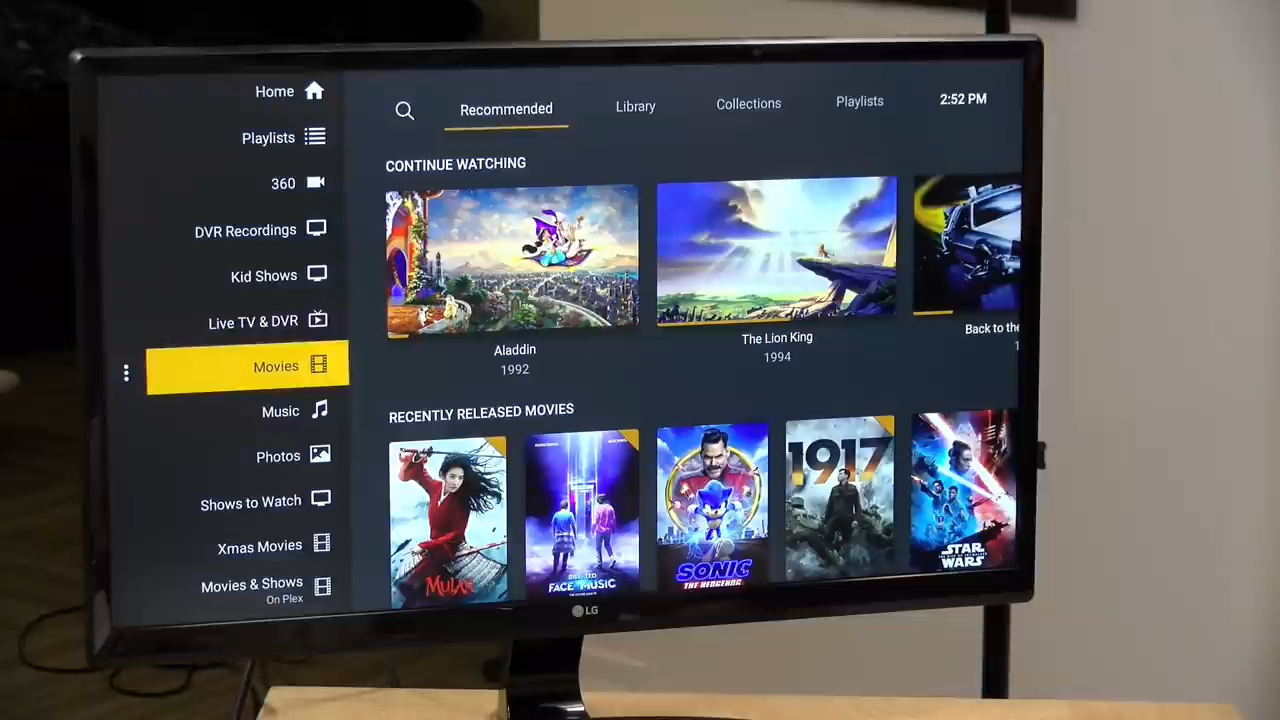 Home
Playlists
360
DVR Recordings
Kid Shows
Live TV & DVR
Movies
Music
Photos
Shows to Watch
Xmas Movies
Movies & Shows
On Plex
Recommended
Library
Collections
Playlists
2:52 PM
CONTINUE WATCHING
Aladdin
1992
The Lion King
1994
Back to the
1
RECENTLY RELEASED MOVIES
MULAN
FACE MUSIC
SONIC
THE HEDGEHOG
1917
STAR
WARS
LG